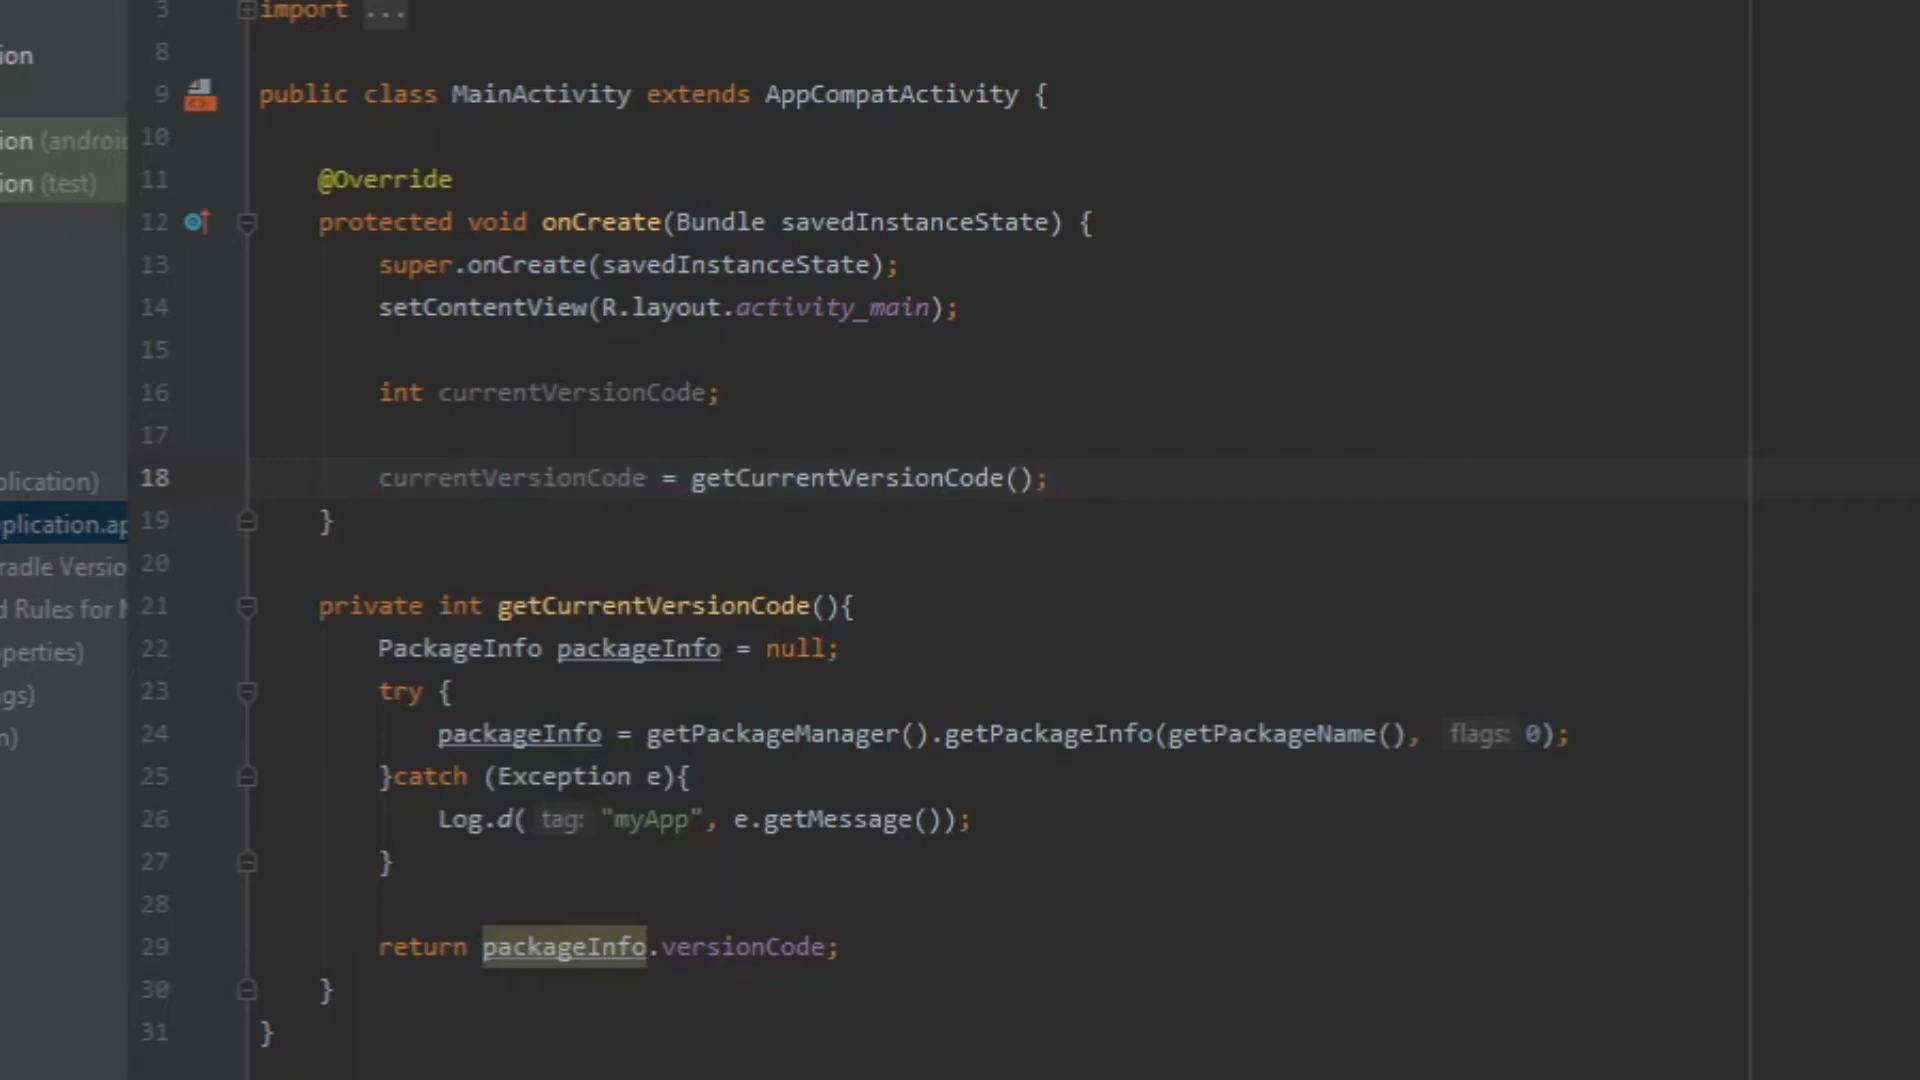 3 import ...
ion
8
9 public class MainActivity extends AppCompatActivity {
ion (android
10
ion (test)
11 @Override
12 protected void onCreate(Bundle savedInstanceState) {
13 super.onCreate(savedInstanceState);
14 setContentView(R.layout.activity_main);
15
16 int currentVersionCode;
17
plication)
18 currentVersionCode = getCurrentVersionCode();
plication.ap
19 }
radle Versio
20
d Rules for M
21 private int getCurrentVersionCode(){
operties)
22 PackageInfo packageInfo = null;
ngs)
23 try {
n)
24 packageInfo = getPackageManager().getPackageInfo(getPackageName(), flags: 0);
25 }catch (Exception e){
26 Log.d( tag: "myApp", e.getMessage());
27 }
28
29 return packageInfo.versionCode;
30 }
31 }